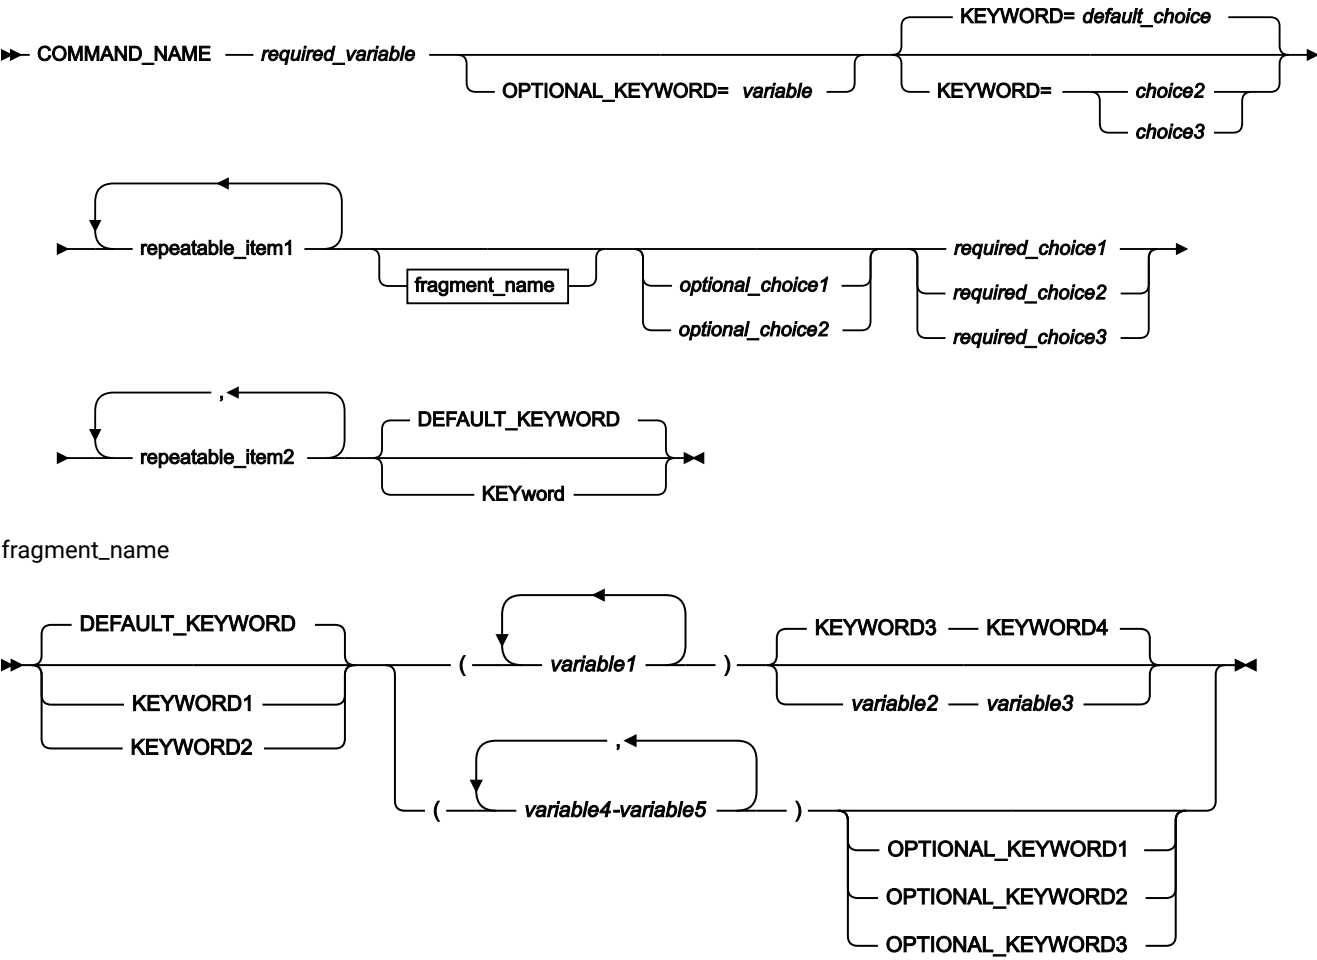 KEYWORD= default_choice
COMMAND_NAME required_variable
OPTIONAL_KEYWORD= variable KEYWORD= choice2
choice3
repeatable_item1 required_choice1
fragment_name optional_choice1 required_choice2
optional_choice2 required_choice3
,
DEFAULT_KEYWORD
repeatable_item2
KEYword
fragment_name
DEFAULT_KEYWORD KEYWORD3 KEYWORD4
( variable1 )
KEYWORD1 variable2 variable3
KEYWORD2 ,
( variable4-variable5 )
OPTIONAL_KEYWORD1
OPTIONAL_KEYWORD2
OPTIONAL_KEYWORD3